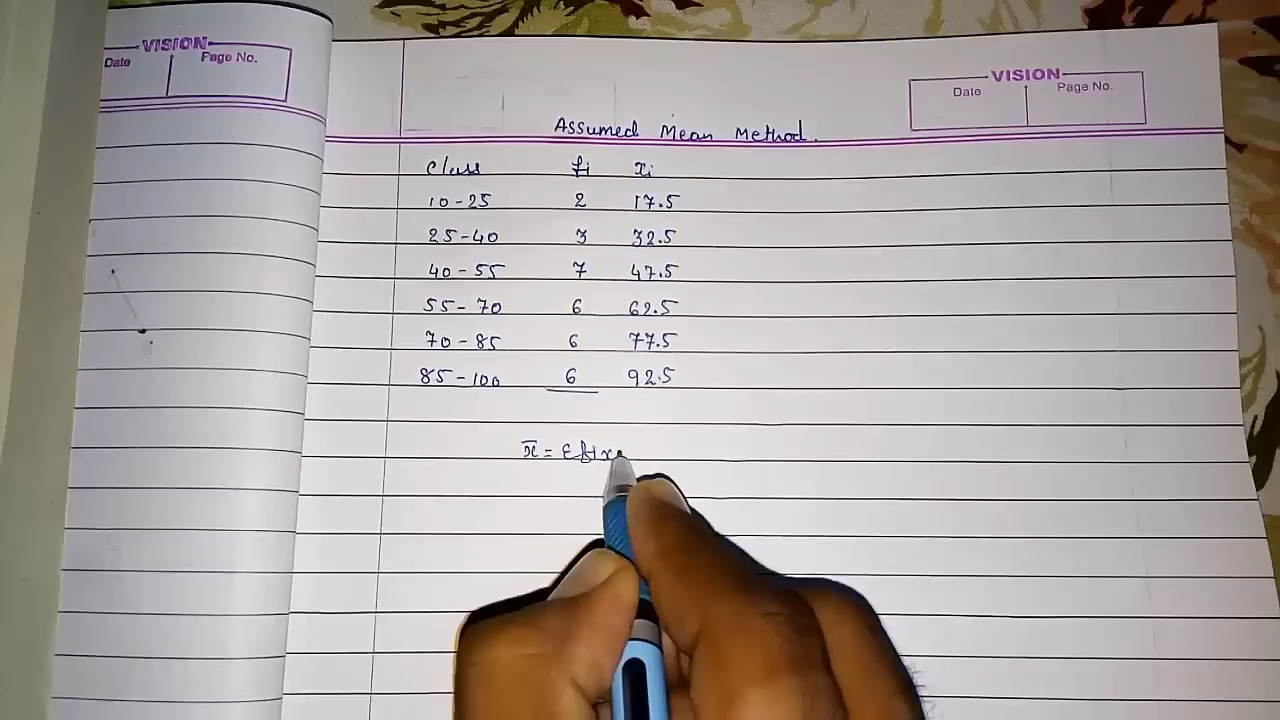 VISION
Date Page No.
VISION
Date Page No.
Assumed Mean Method.
Class fi xi
10-25 2 17.5
25-40 3 32.5
40-55 7 47.5
55-70 6 62.5
70-85 6 77.5
85-100 6 92.5
x̄ = Σfix